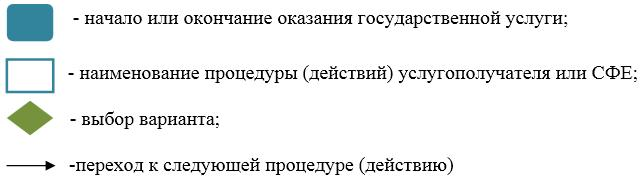 - начало или окончание оказания государственной услуги;
- наименование процедуры (действий) услугополучателя или СФЕ;
- выбор варианта;
-переход к следующей процедуре (действию)